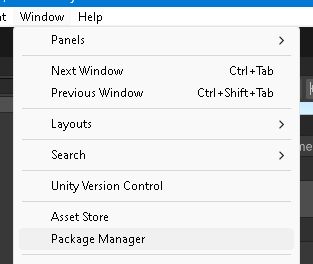 Window Help
Panels
Next Window Ctrl+Tab
Previous Window Ctrl+Shift+Tab
Layouts
Search
Unity Version Control
Asset Store
Package Manager